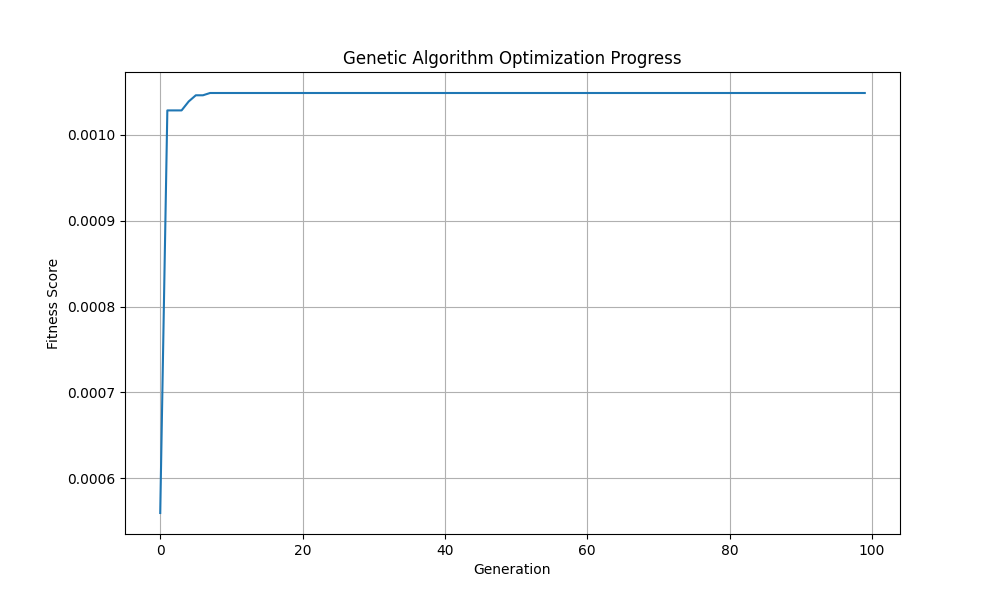 Genetic Algorithm Optimization Progress
0.0010
0.0009
0.0008
0.0007
0.0006
Fitness Score
0 20 40 60 80 100
Generation